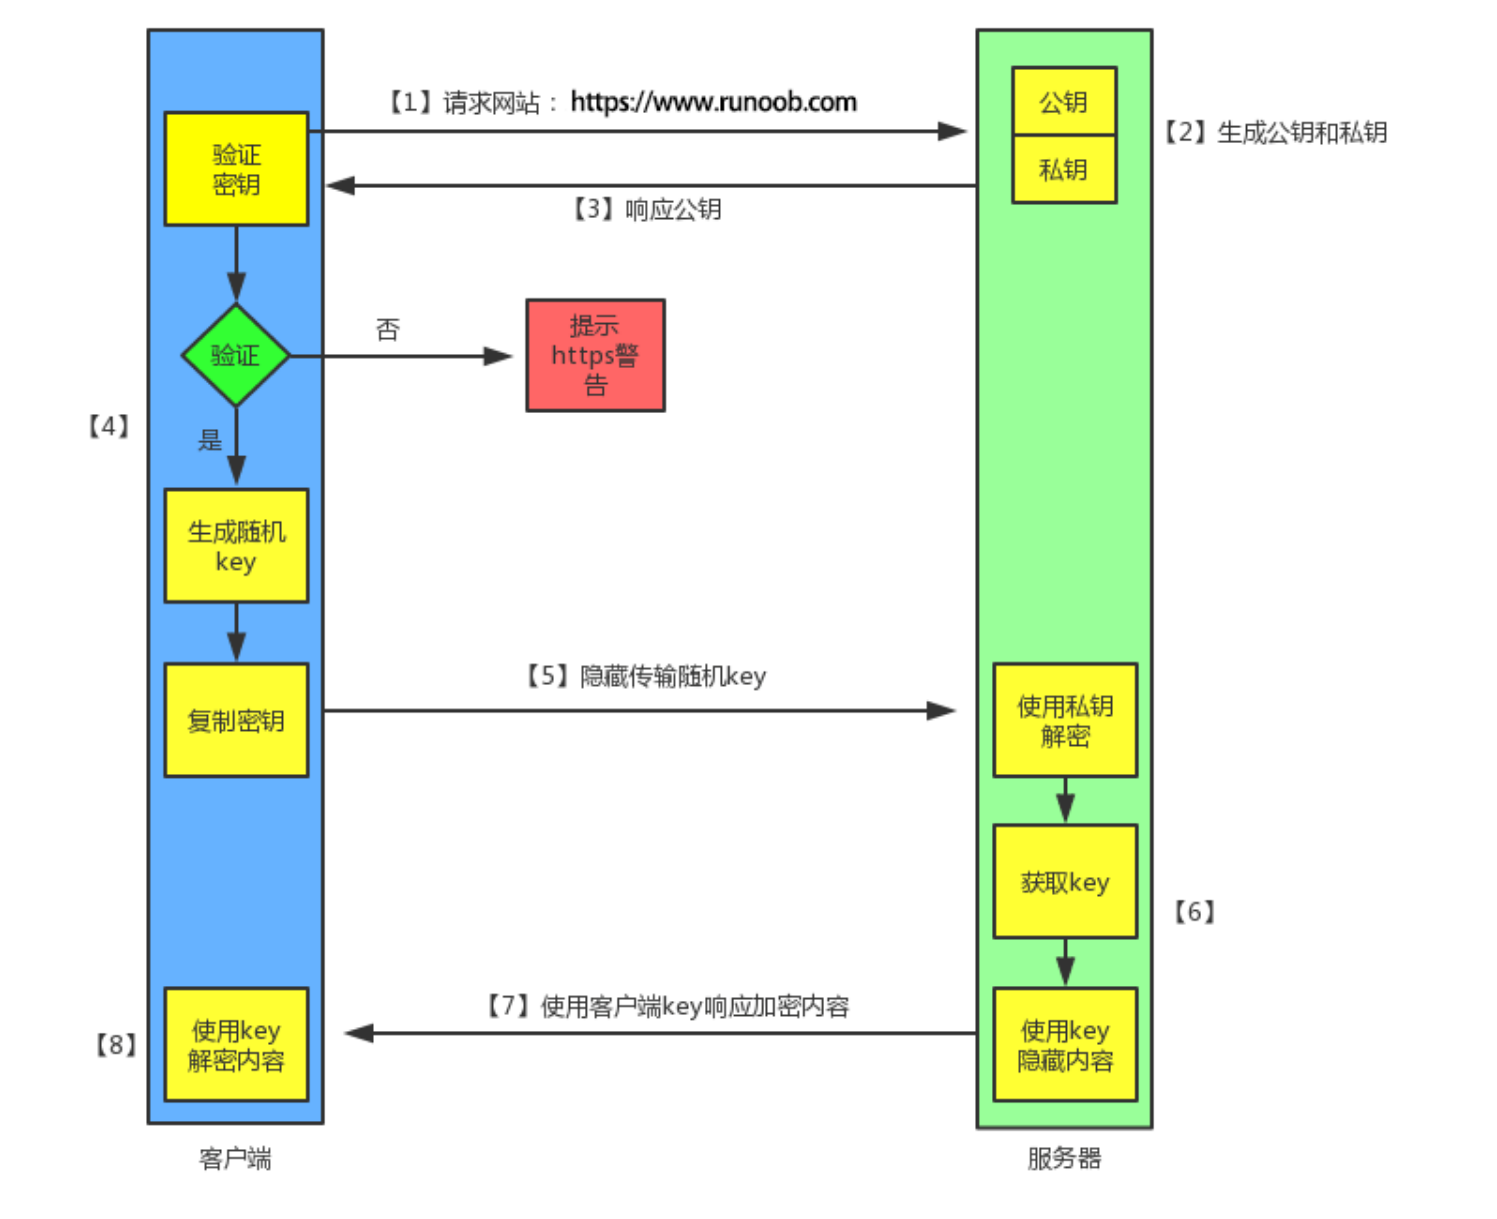 【1】请求网站： https://www.runoob.com
公钥
【2】生成公钥和私钥
验证
密钥
私钥
【3】响应公钥
否
提示
https警
告
验证
【4】
是
生成随机
key
【5】隐藏传输随机key
复制密钥
使用私钥
解密
获取key
【6】
【7】使用客户端key响应加密内容
【8】
使用key
解密内容
使用key
隐藏内容
客户端
服务器